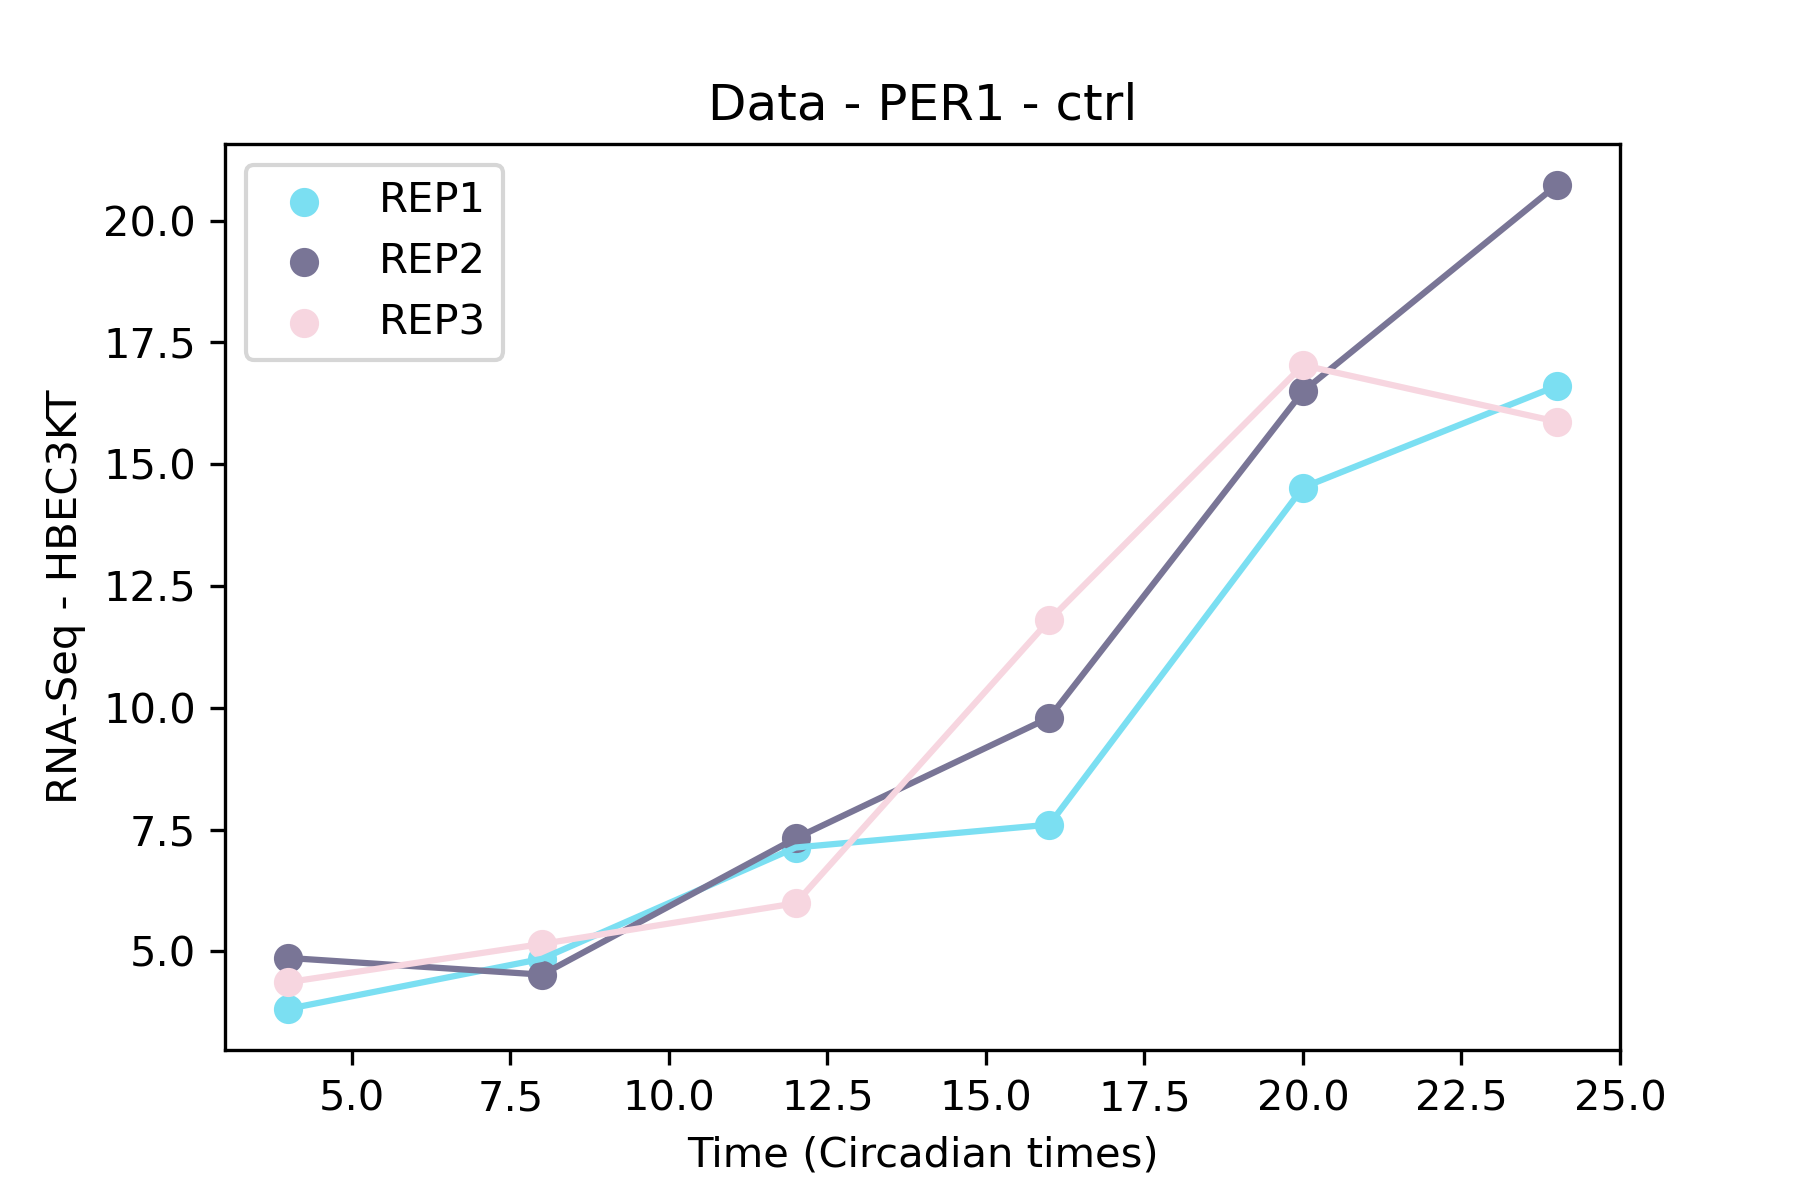 Data - PER1 - ctrl
REP1
REP2
REP3
20.0
17.5
15.0
12.5
10.0
7.5
5.0
RNA-Seq - HBEC3KT
5.0 7.5 10.0 12.5 15.0 17.5 20.0 22.5 25.0
Time (Circadian times)